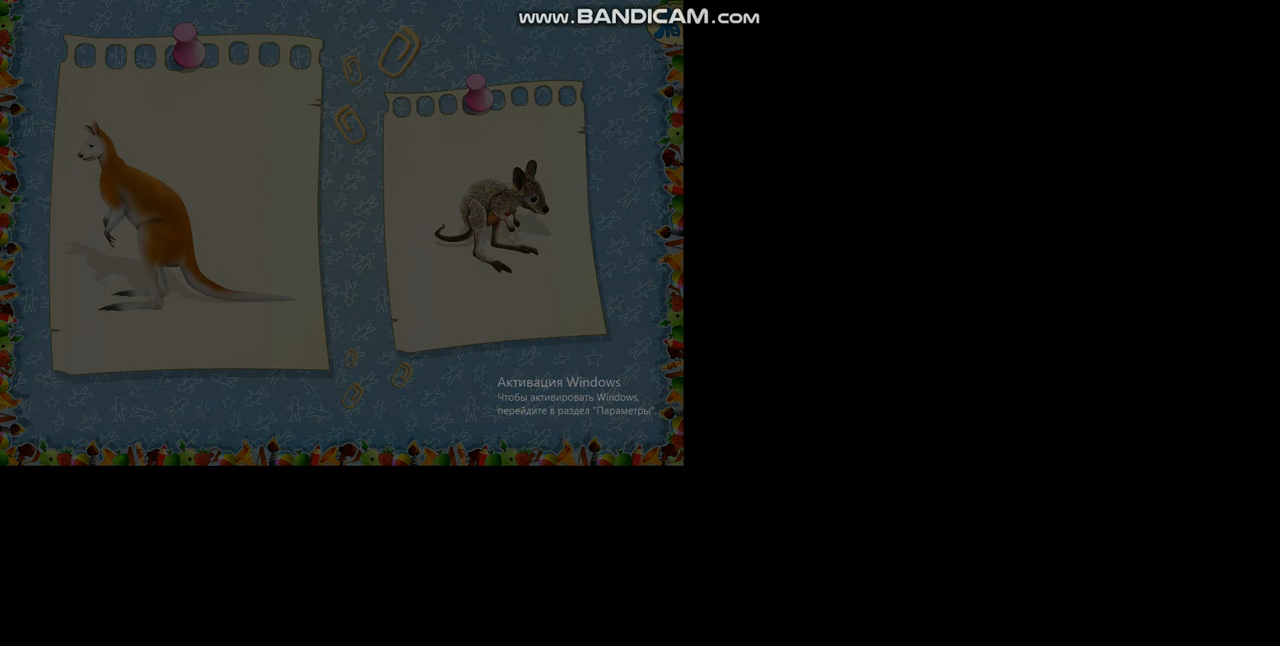 www.BANDICAM.COM
Активация Windows
Чтобы активировать Windows,
перейдите в раздел "Параметры".